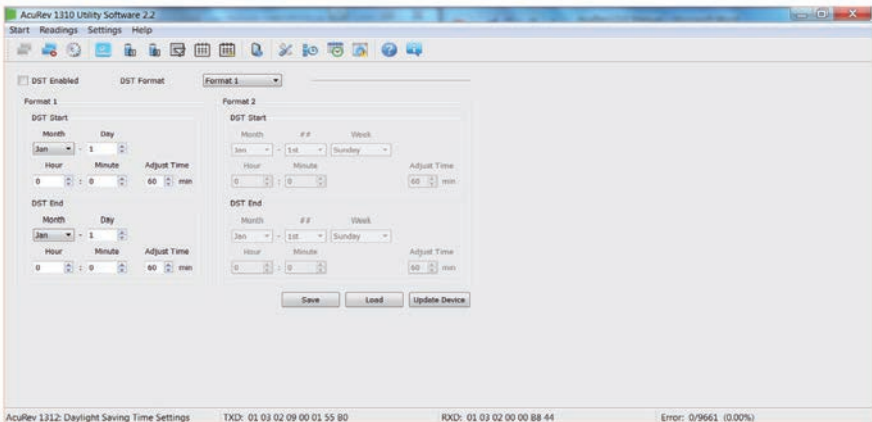 AcuRev 1310 Utility Software 2.2
Start Readings Settings Help
DST Enabled DST Format Format 1
Format 1 Format 2
DST Start DST Start
Month Day Month ## Week
Jan - 1 Jan - 1st Sunday
Hour Minute Adjust Time Hour Minute Adjust Time
0 : 0 60 min 0 : 0 60 min
DST End DST End
Month Day Month ## Week
Jan - 1 Jan - 1st Sunday
Hour Minute Adjust Time Hour Minute Adjust Time
0 : 0 60 min 0 : 0 60 min
Save Load Update Device
AcuRev 1312: Daylight Saving Time Settings TXD: 01 03 02 09 00 01 55 B0 RXD: 01 03 02 00 00 B8 44 Error: 0/9661 (0.00%)